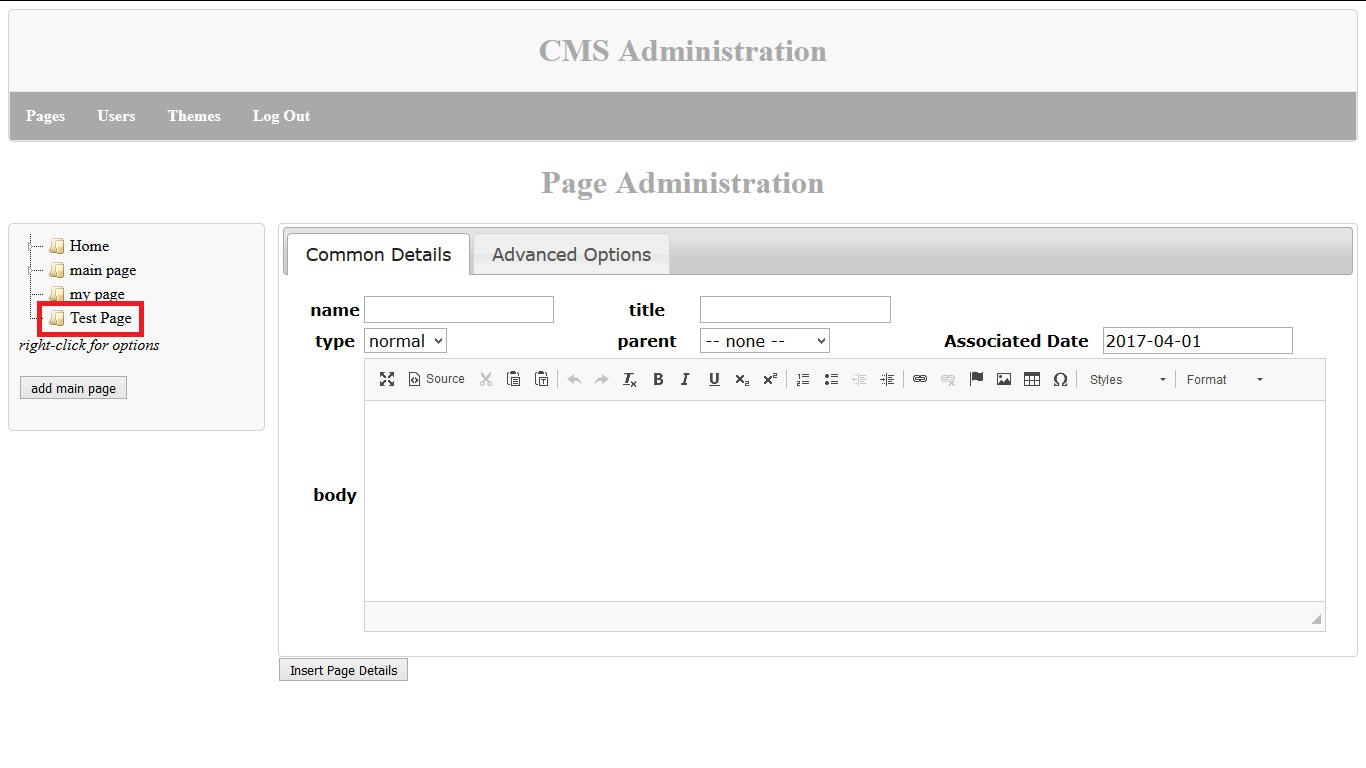 CMS Administration
Pages Users Themes Log Out
Page Administration
Home
main page
my page
Test Page
right-click for options
add main page
Common Details Advanced Options
name title
type normal parent -- none -- Associated Date 2017-04-01
Source Styles Format
body
Insert Page Details